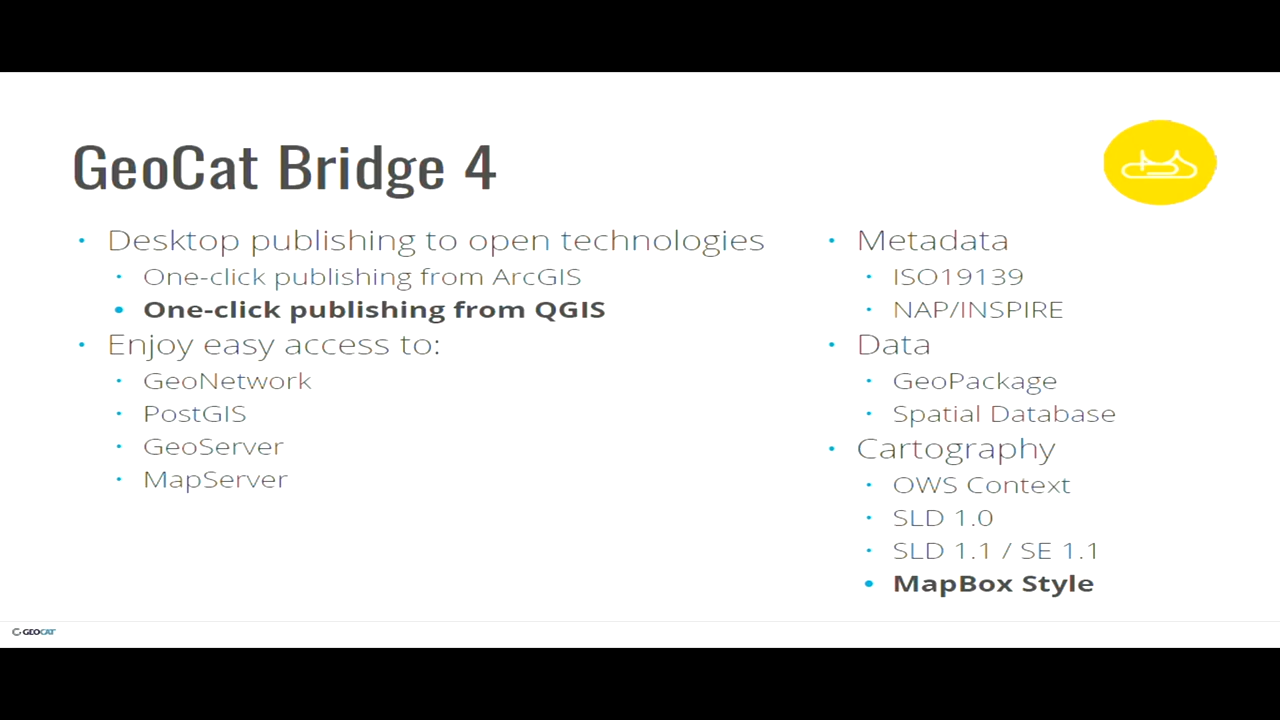 GeoCat Bridge 4
Desktop publishing to open technologies
One-click publishing from ArcGIS
One-click publishing from QGIS
Enjoy easy access to:
GeoNetwork
PostGIS
GeoServer
MapServer
Metadata
ISO19139
NAP/INSPIRE
Data
GeoPackage
Spatial Database
Cartography
OWS Context
SLD 1.0
SLD 1.1 / SE 1.1
MapBox Style
GEOCAT